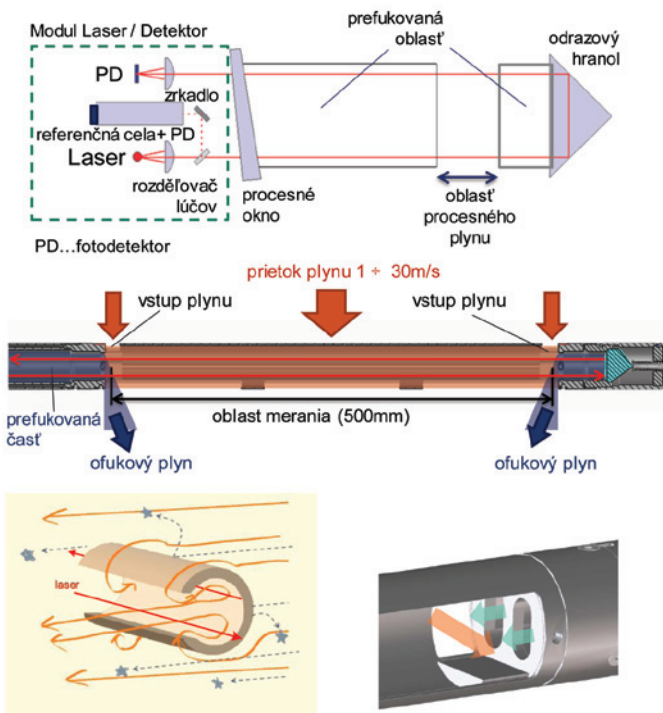 Modul Laser / Detektor
PD
zrkadlo
referenčná cela+ PD
Laser
rozděľovač
lúčov
PD...fotodetektor
procesné
okno
prefukovaná
oblasť
oblasť
procesného
plynu
odrazový
hranol
prietok plynu 1 ÷ 30m/s
vstup plynu
vstup plynu
prefukovaná
časť
oblast merania (500mm)
ofukový plyn
ofukový plyn
laser